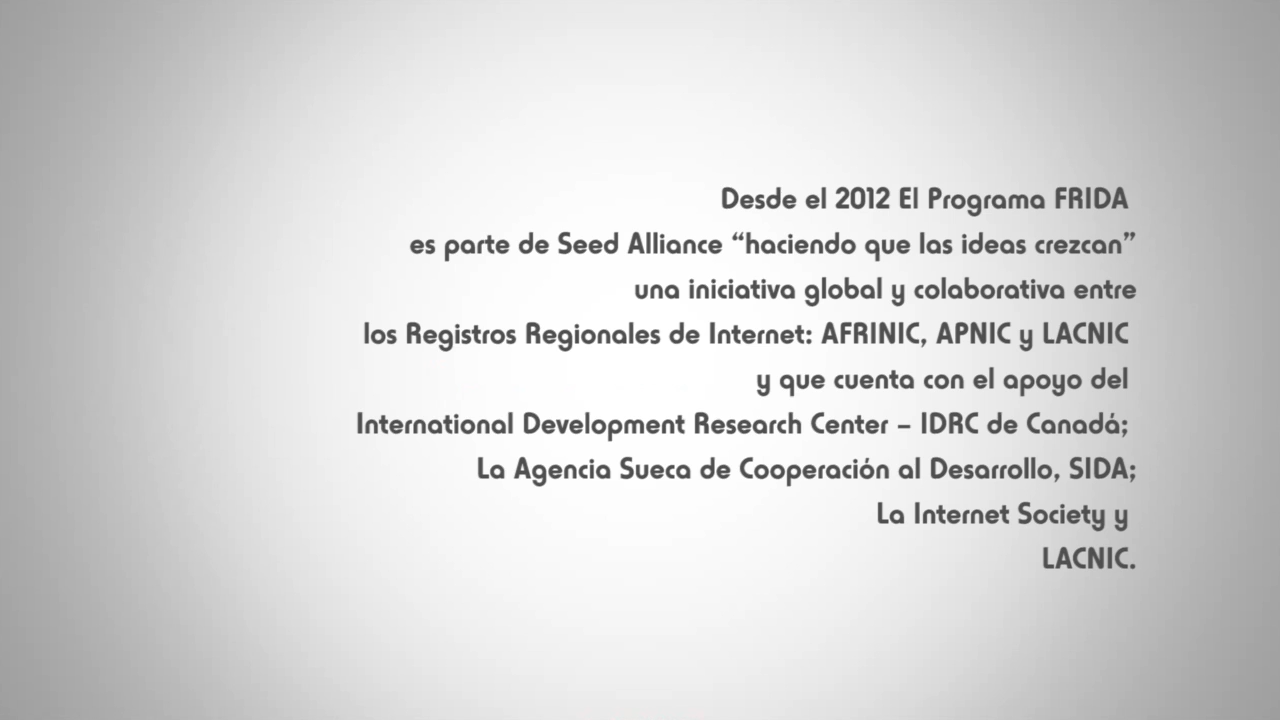 Desde el 2012 El Programa FRIDA
es parte de Seed Alliance “haciendo que las ideas crezcan”
una iniciativa global y colaborativa entre
los Registros Regionales de Internet: AFRINIC, APNIC y LACNIC
y que cuenta con el apoyo del
International Development Research Center – IDRC de Canadá;
La Agencia Sueca de Cooperación al Desarrollo, SIDA;
La Internet Society y
LACNIC.